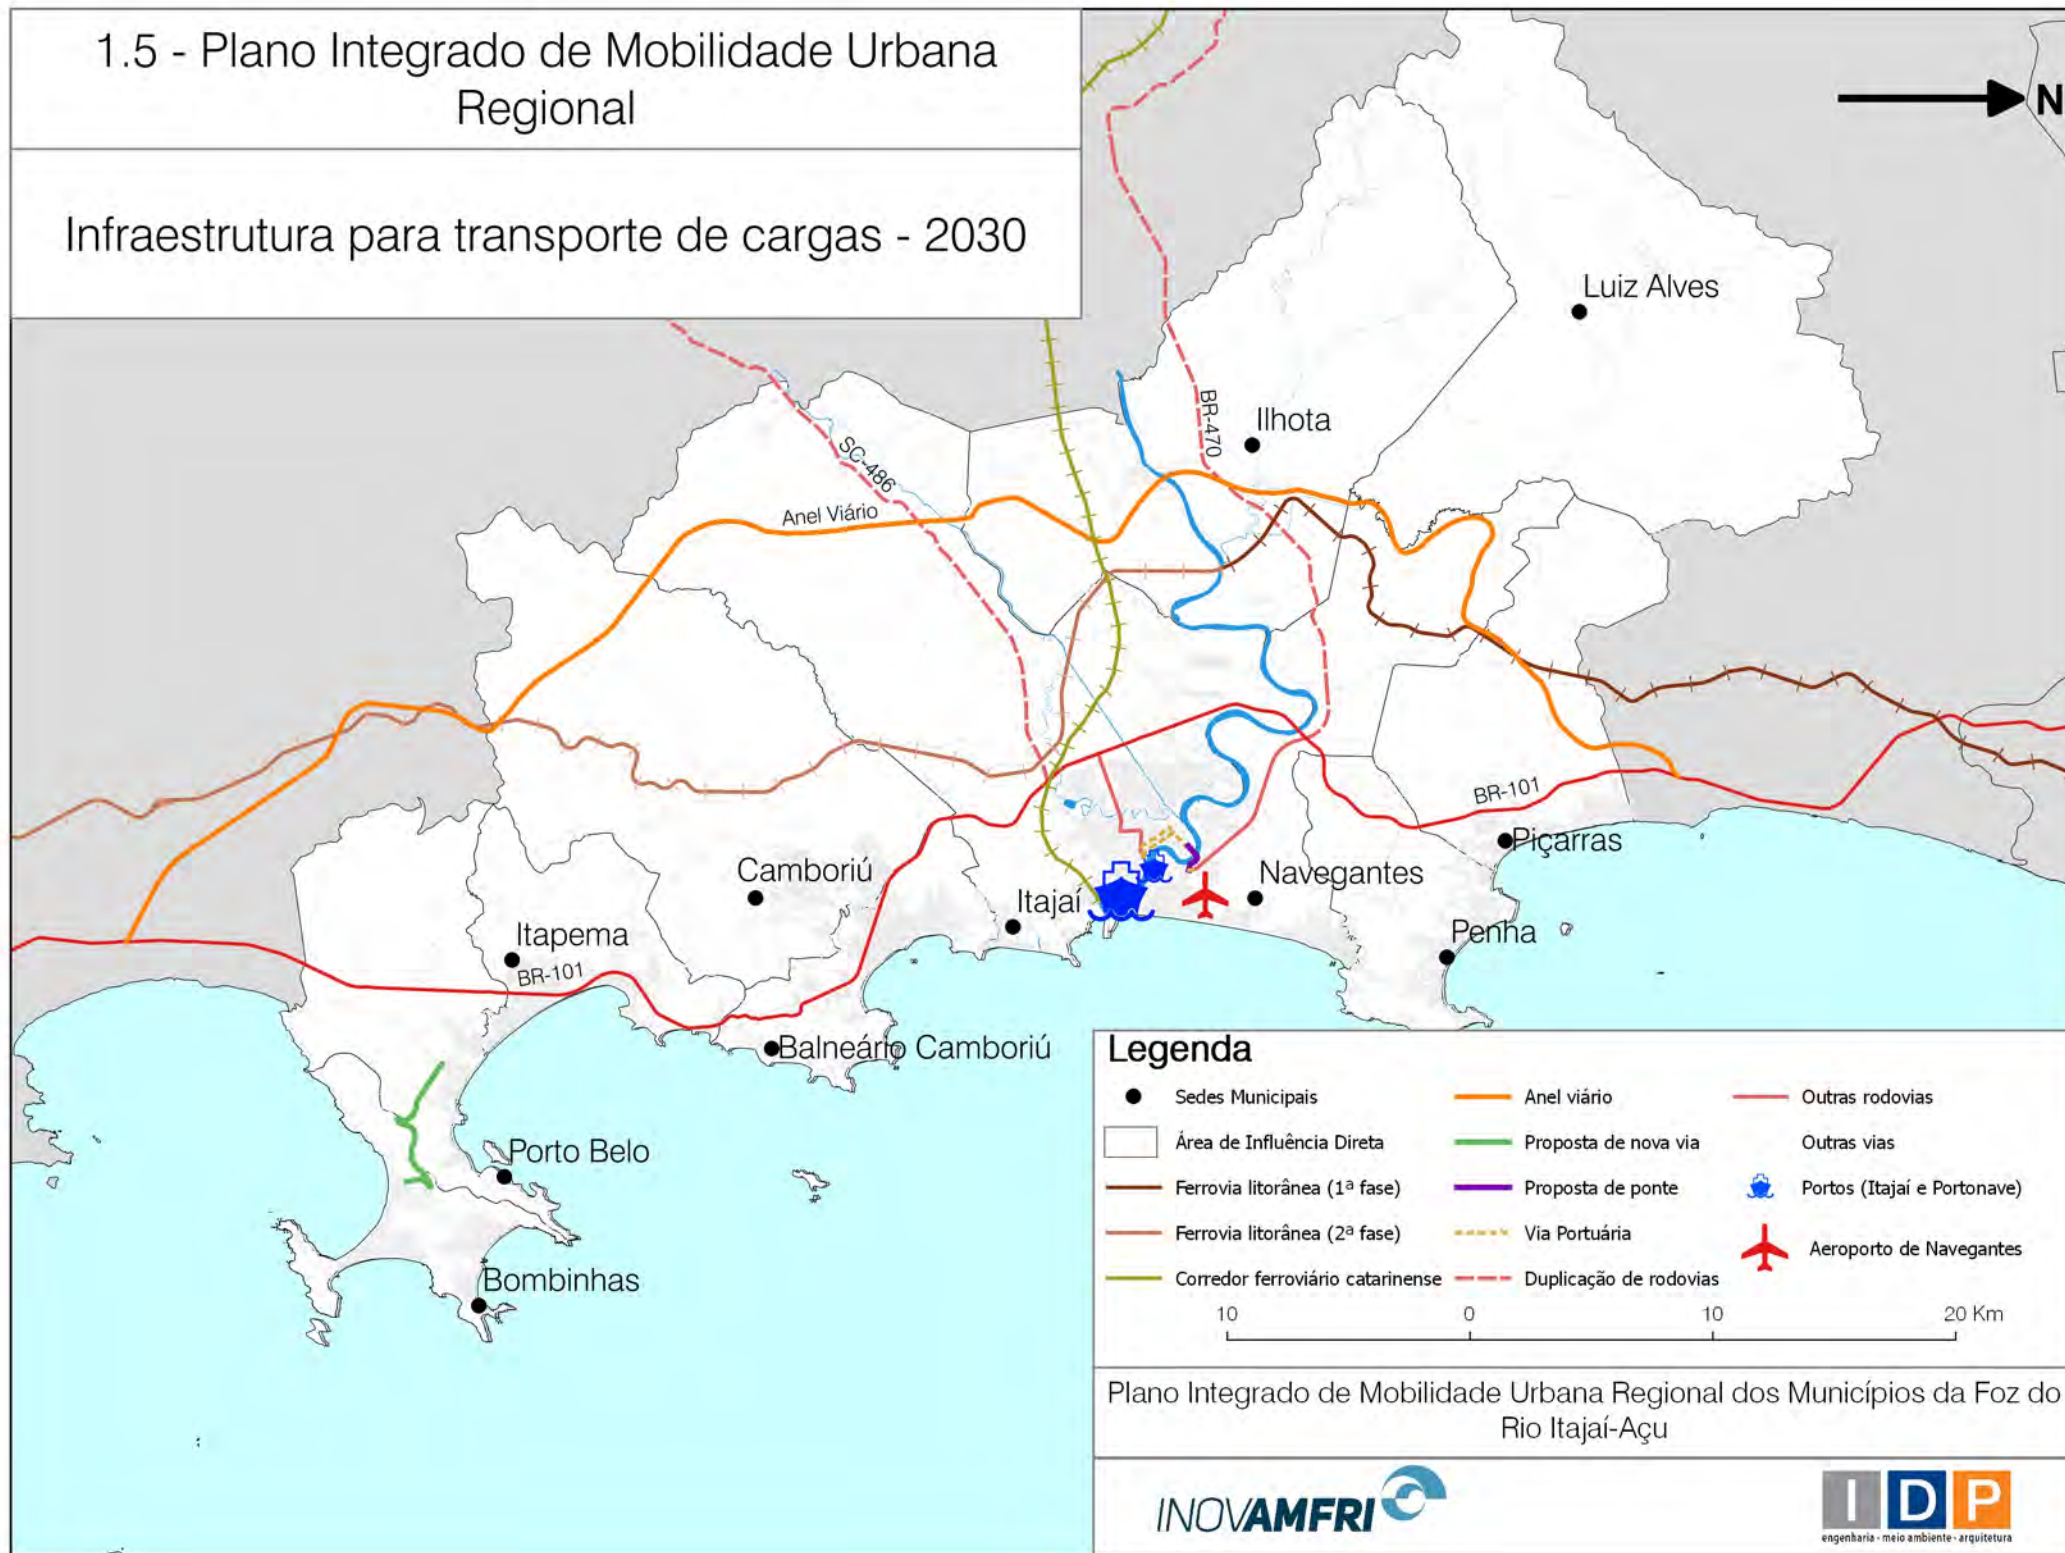 1.5 - Plano Integrado de Mobilidade Urbana
Regional
Infraestrutura para transporte de cargas - 2030
N
Luiz Alves
BR-470
Ilhota
SC-486
Anel Viário
BR-101
Piçarras
Camboriú
Navegantes
Itajaí
Itapema
Penha
BR-101
Balneário Camboriú
Porto Belo
Bombinhas
Legenda
Sedes Municipais
Área de Influência Direta
Ferrovia litorânea (1ª fase)
Ferrovia litorânea (2ª fase)
Corredor ferroviário catarinense
Anel viário
Proposta de nova via
Proposta de ponte
Via Portuária
Duplicação de rodovias
Outras rodovias
Outras vias
Portos (Itajaí e Portonave)
Aeroporto de Navegantes
10 0 10 20 Km
Plano Integrado de Mobilidade Urbana Regional dos Municípios da Foz do
Rio Itajaí-Açu
INOVAMFRI
IDP
engenharia - meio ambiente - arquitetura